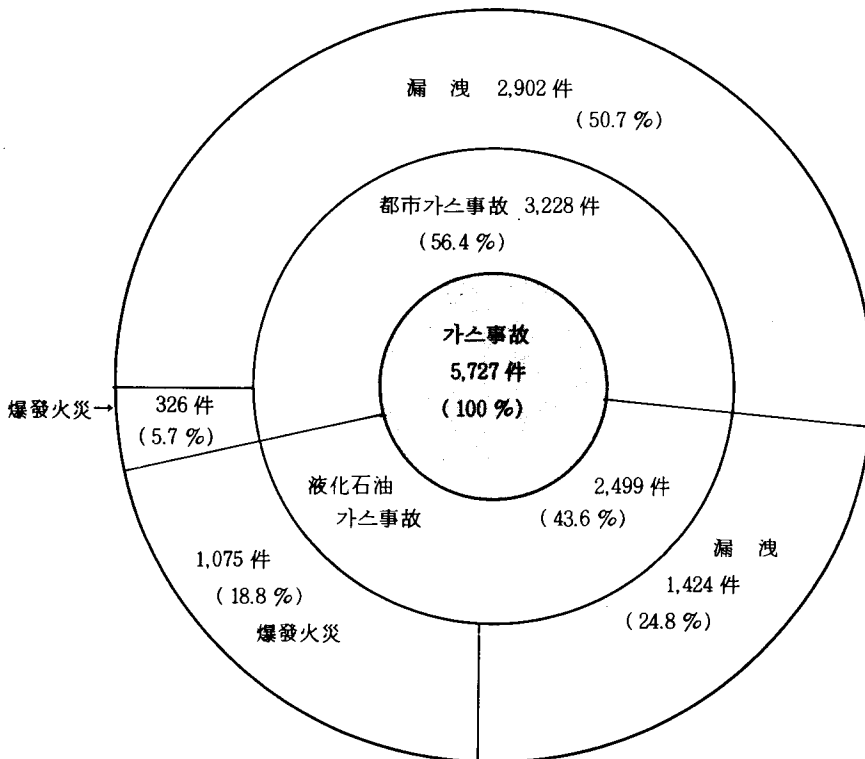 漏 洩 2,902 件
( 50.7 % )
都市가스事故 3,228 件
( 56.4 % )
가스事故
5,727 件
( 100 % )
爆發火災→
326 件
( 5.7 % )
液化石油
가스事故
2,499 件
( 43.6 % )
漏 洩
1,424 件
( 24.8 % )
1,075 件
( 18.8 % )
爆發火災